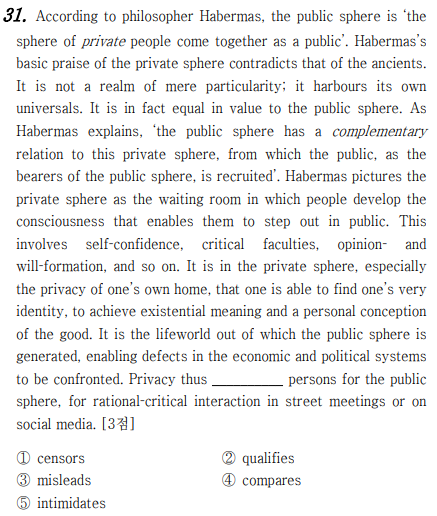 31. According to philosopher Habermas, the public sphere is ‘the
sphere of private people come together as a public’. Habermas’s
basic praise of the private sphere contradicts that of the ancients.
It is not a realm of mere particularity; it harbours its own
universals. It is in fact equal in value to the public sphere. As
Habermas explains, ‘the public sphere has a complementary
relation to this private sphere, from which the public, as the
bearers of the public sphere, is recruited’. Habermas pictures the
private sphere as the waiting room in which people develop the
consciousness that enables them to step out in public. This
involves self-confidence, critical faculties, opinion- and
will-formation, and so on. It is in the private sphere, especially
the privacy of one’s own home, that one is able to find one’s very
identity, to achieve existential meaning and a personal conception
of the good. It is the lifeworld out of which the public sphere is
generated, enabling defects in the economic and political systems
to be confronted. Privacy thus __________ persons for the public
sphere, for rational-critical interaction in street meetings or on
social media. [3점]
① censors ② qualifies
③ misleads ④ compares
⑤ intimidates